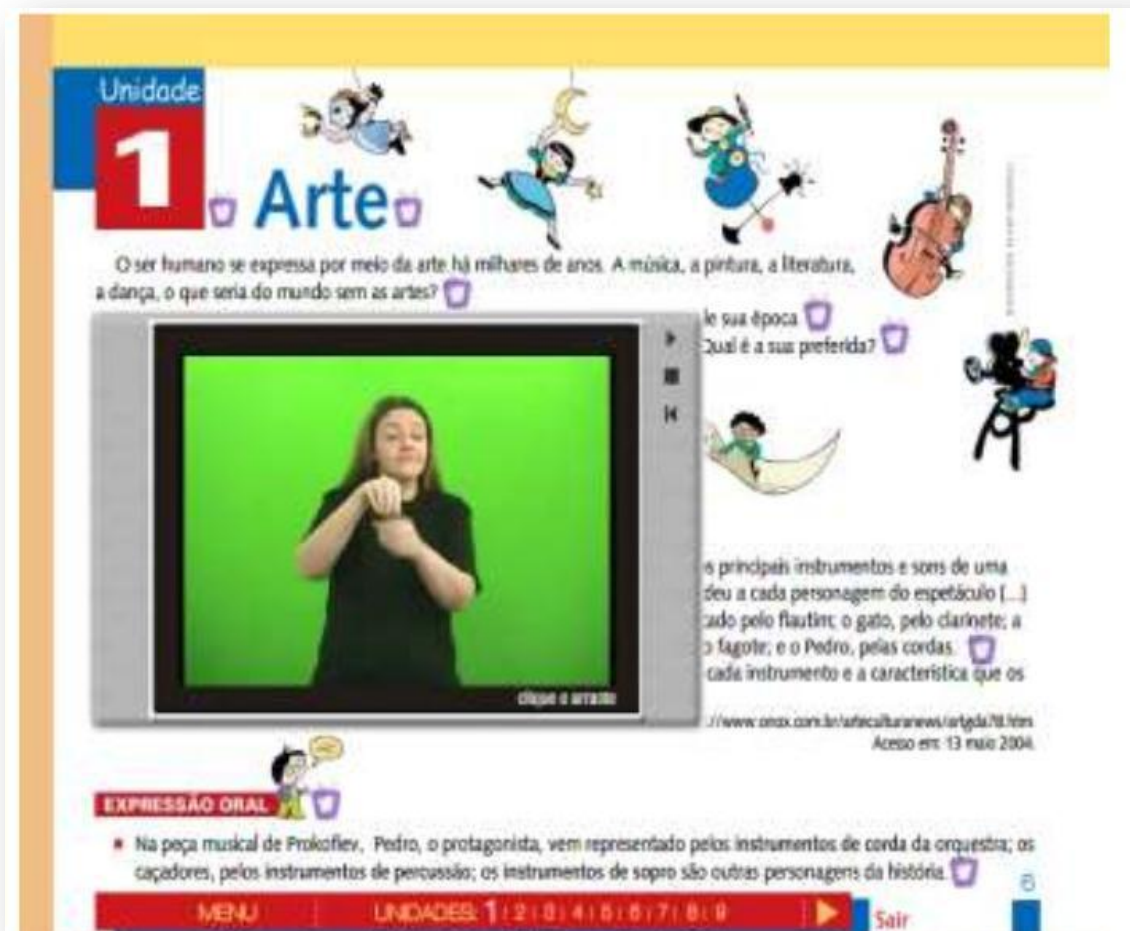 Unidade
1
Arte
O ser humano se expressa por meio da arte há milhares de anos. A música, a pintura, a literatura,
a dança, o que seria do mundo sem as artes?
le sua época
Qual é a sua preferida?
s principais instrumentos e sons de uma
deu a cada personagem do espetáculo [...]
ado pelo flautim; o gato, pelo clarinete; a
fagote; e o Pedro, pelas cordas.
cada instrumento e a característica que os
clique e arraste
Acesso em: 13 maio 2004.
EXPRESSÃO ORAL
Na peça musical de Prokofiev, Pedro, o protagonista, vem representado pelos instrumentos de corda da orquestra; os
caçadores, pelos instrumentos de percussão; os instrumentos de sopro são outras personagens da história.
6
MENU UNIDADES: 1 | 2 | 3 | 4 | 5 | 6 | 7 | 8 | 9
Sair